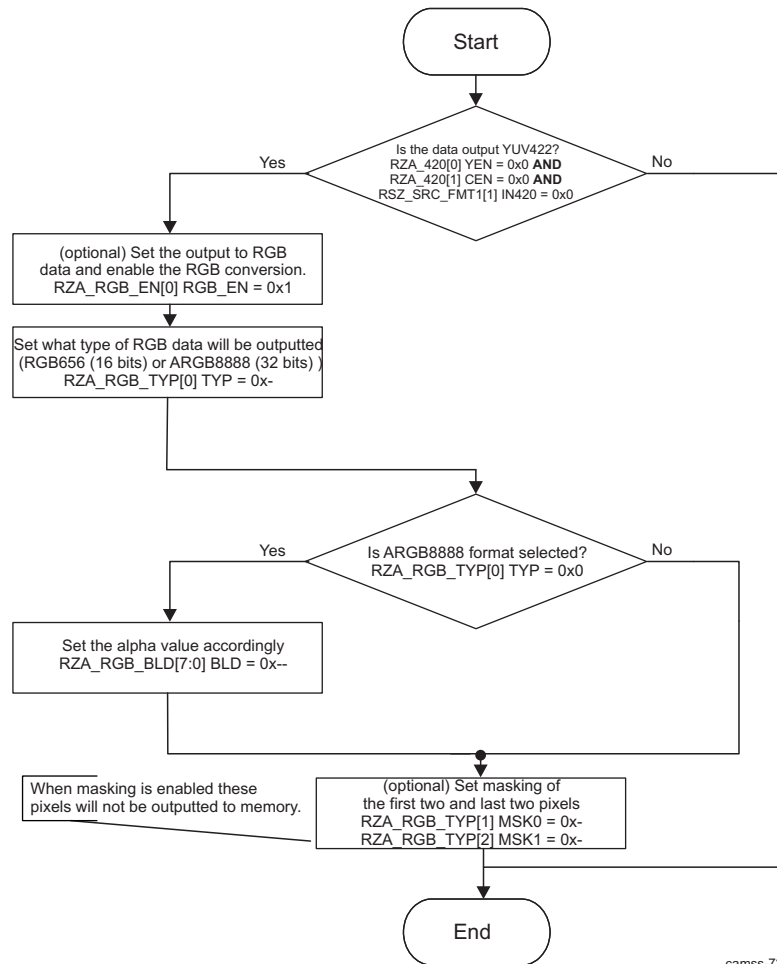 Start
Is the data output YUV422?
RZA_420[0] YEN = 0x0 AND
RZA_420[1] CEN = 0x0 AND
RSZ_SRC_FMT1[1] IN420 = 0x0
Yes
No
(optional) Set the output to RGB
data and enable the RGB conversion.
RZA_RGB_EN[0] RGB_EN = 0x1
Set what type of RGB data will be outputted
(RGB656 (16 bits) or ARGB8888 (32 bits) )
RZA_RGB_TYP[0] TYP = 0x-
Is ARGB8888 format selected?
RZA_RGB_TYP[0] TYP = 0x0
Yes
No
Set the alpha value accordingly
RZA_RGB_BLD[7:0] BLD = 0x--
When masking is enabled these
pixels will not be outputted to memory.
(optional) Set masking of
the first two and last two pixels
RZA_RGB_TYP[1] MSK0 = 0x-
RZA_RGB_TYP[2] MSK1 = 0x-
End